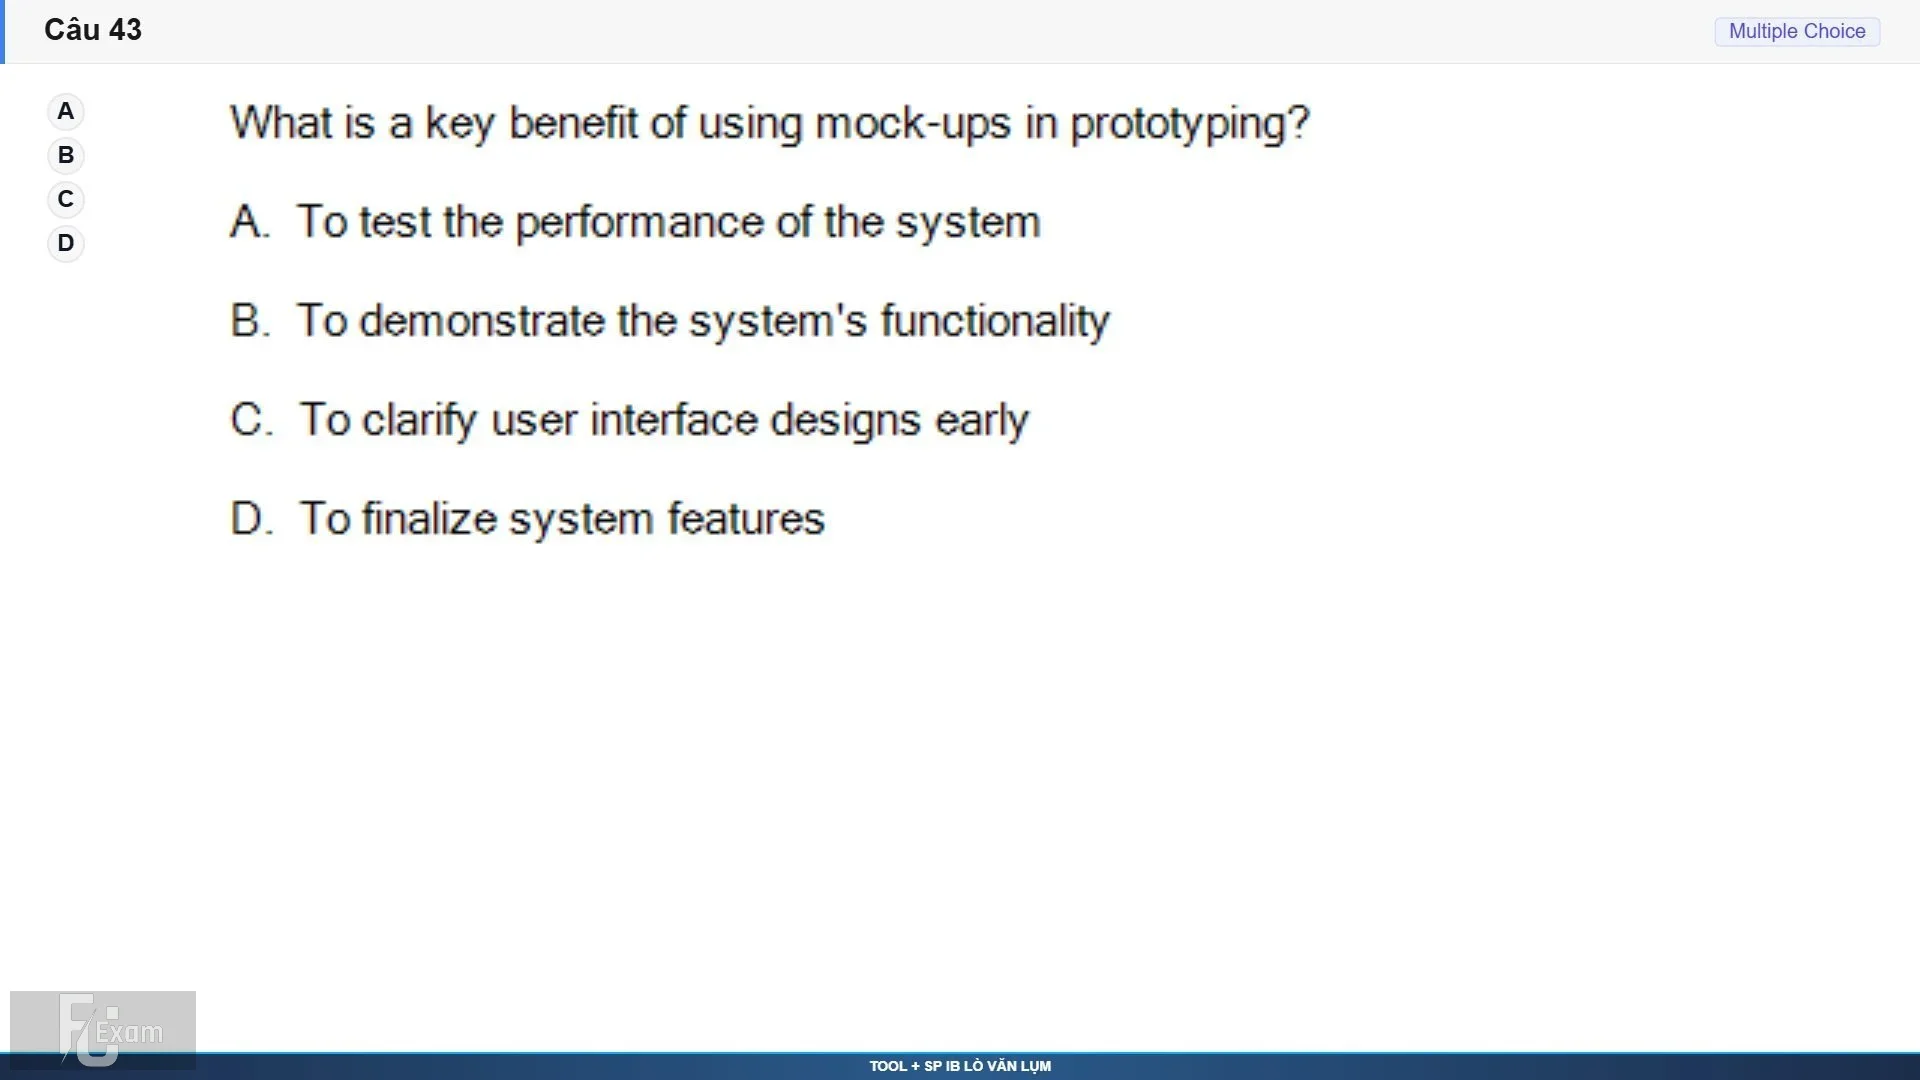 Câu 43
Multiple Choice
A
B
C
D
What is a key benefit of using mock-ups in prototyping?
A. To test the performance of the system
B. To demonstrate the system's functionality
C. To clarify user interface designs early
D. To finalize system features
FU Exam
TOOL + SP IB LÒ VĂN LỤM